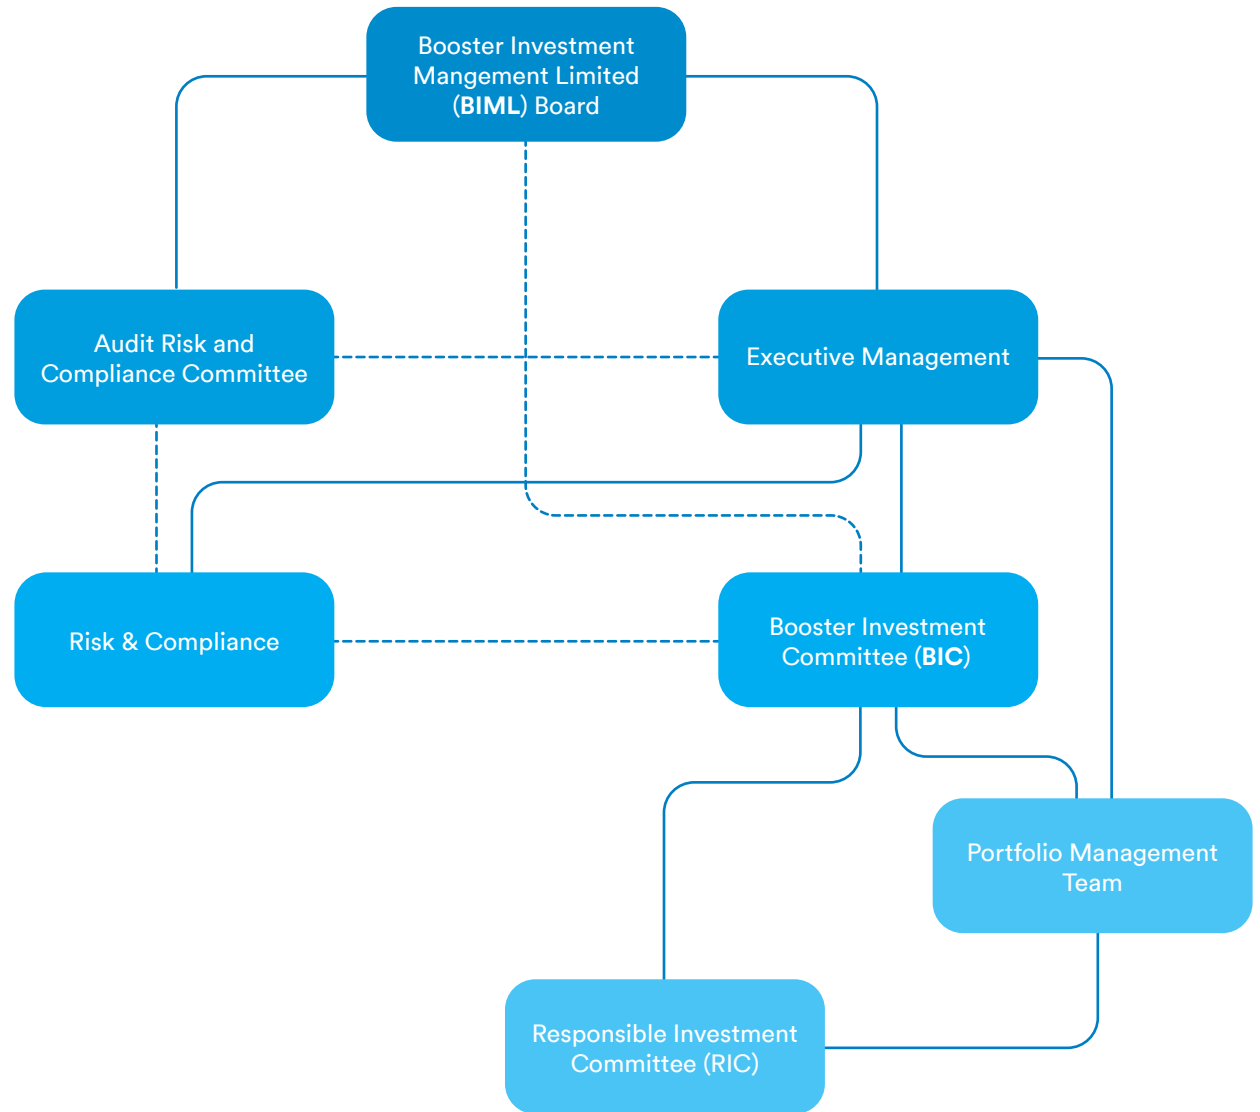 Booster Investment
Mangement Limited
(BIML) Board
Audit Risk and
Compliance Committee
Executive Management
Risk & Compliance
Booster Investment
Committee (BIC)
Portfolio Management
Team
Responsible Investment
Committee (RIC)